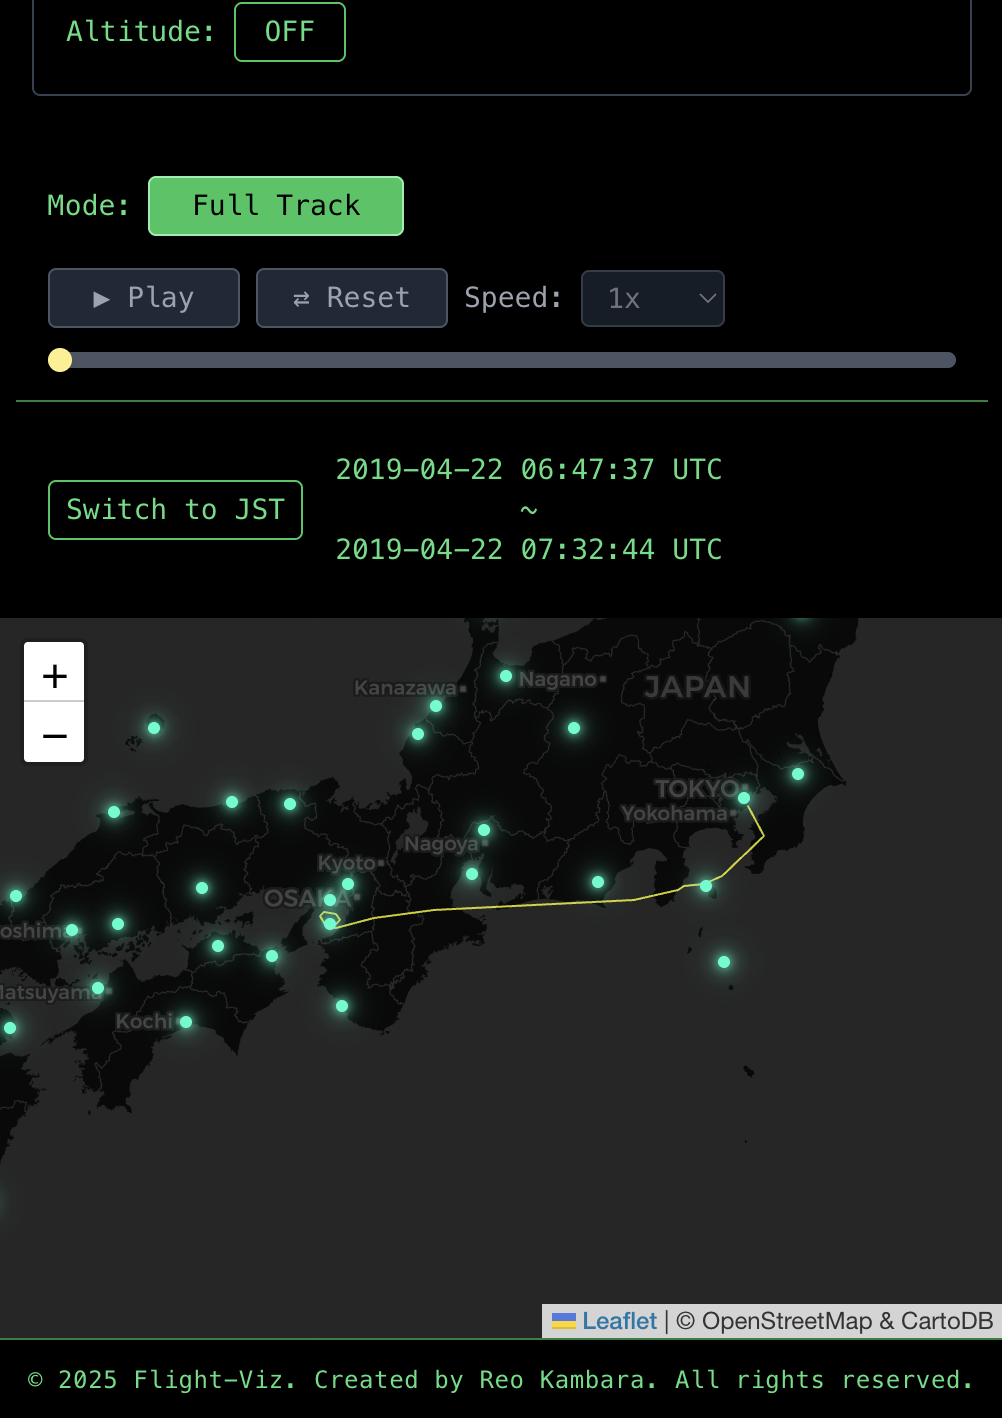 Altitude: OFF
Mode: Full Track
▶ Play ⇄ Reset Speed: 1x
2019-04-22 06:47:37 UTC
Switch to JST ~
2019-04-22 07:32:44 UTC
+
−
Kanazawa
Nagano
JAPAN
TOKYO
Yokohama
Nagoya
Kyoto
OSAKA
oshima
Matsuyama
Kochi
Leaflet | © OpenStreetMap & CartoDB
© 2025 Flight-Viz. Created by Reo Kambara. All rights reserved.